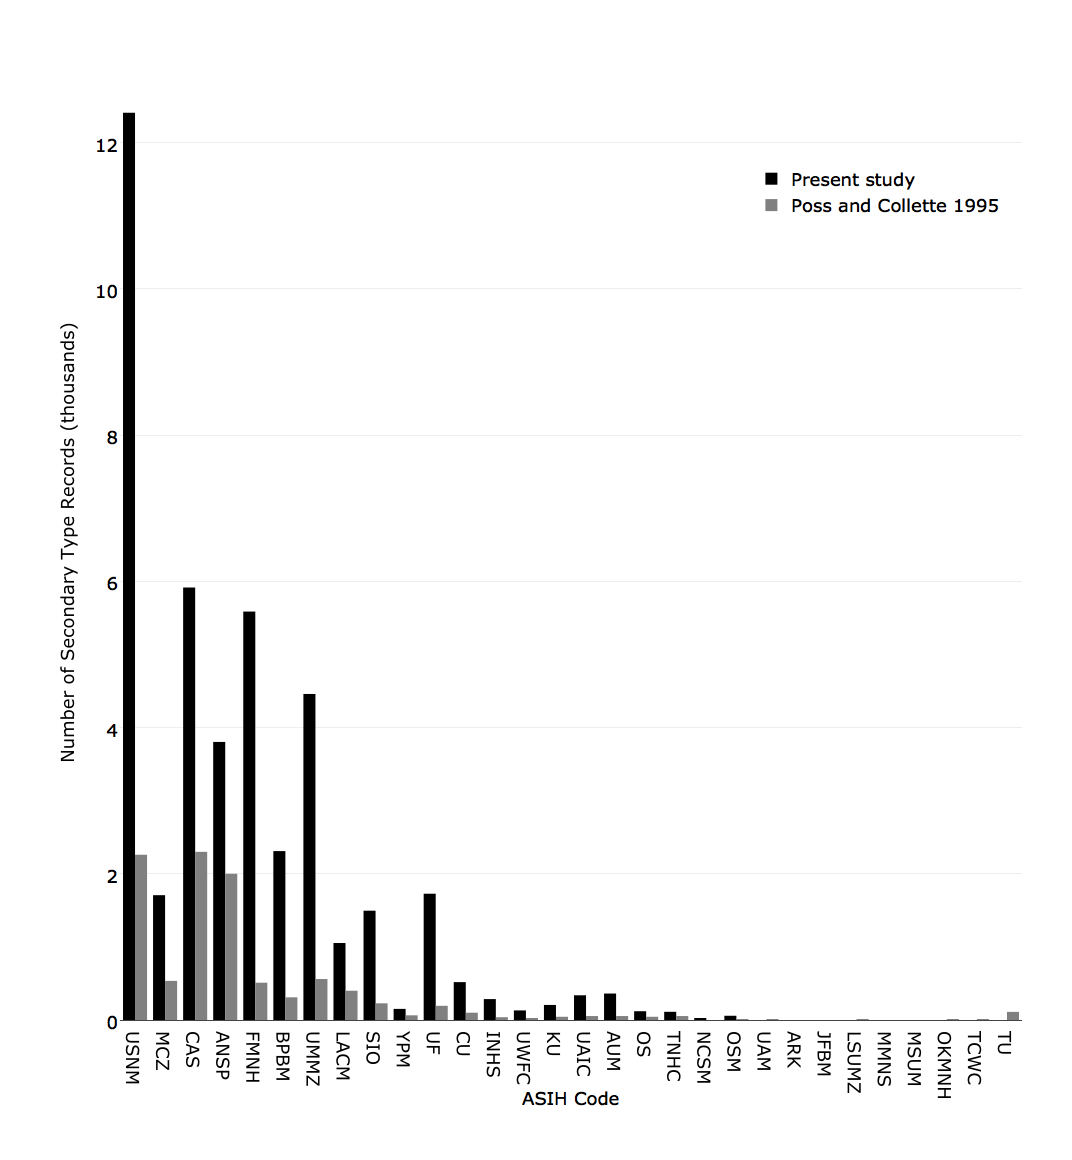 12
10
8
6
4
2
0
Number of Secondary Type Records (thousands)
Present study
Poss and Collette 1995
USNM
MCZ
CAS
ANSP
FMNH
BPBM
UMMZ
LACM
SIO
YPM
UF
CU
INHS
UWFC
KU
UAIC
AUM
OS
TNHC
NCSM
OSM
UAM
ARK
JFBM
LSUMZ
MMNS
MSUM
OKMNH
TCWC
TU
ASIH Code